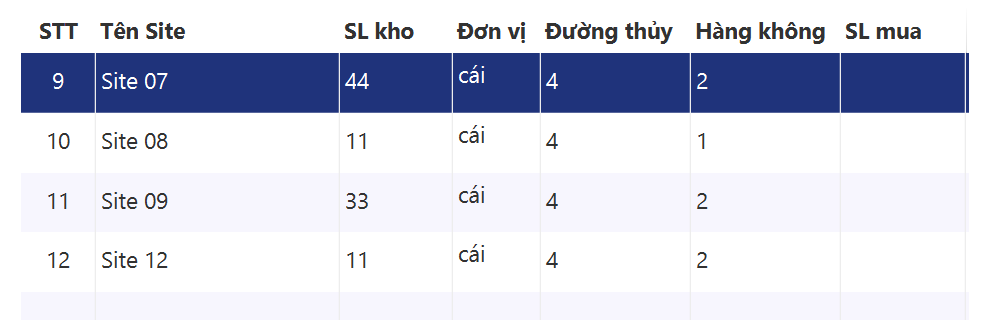 STT Tên Site SL kho Đơn vị Đường thủy Hàng không SL mua
9 Site 07 44 cái 4 2
10 Site 08 11 cái 4 1
11 Site 09 33 cái 4 2
12 Site 12 11 cái 4 2